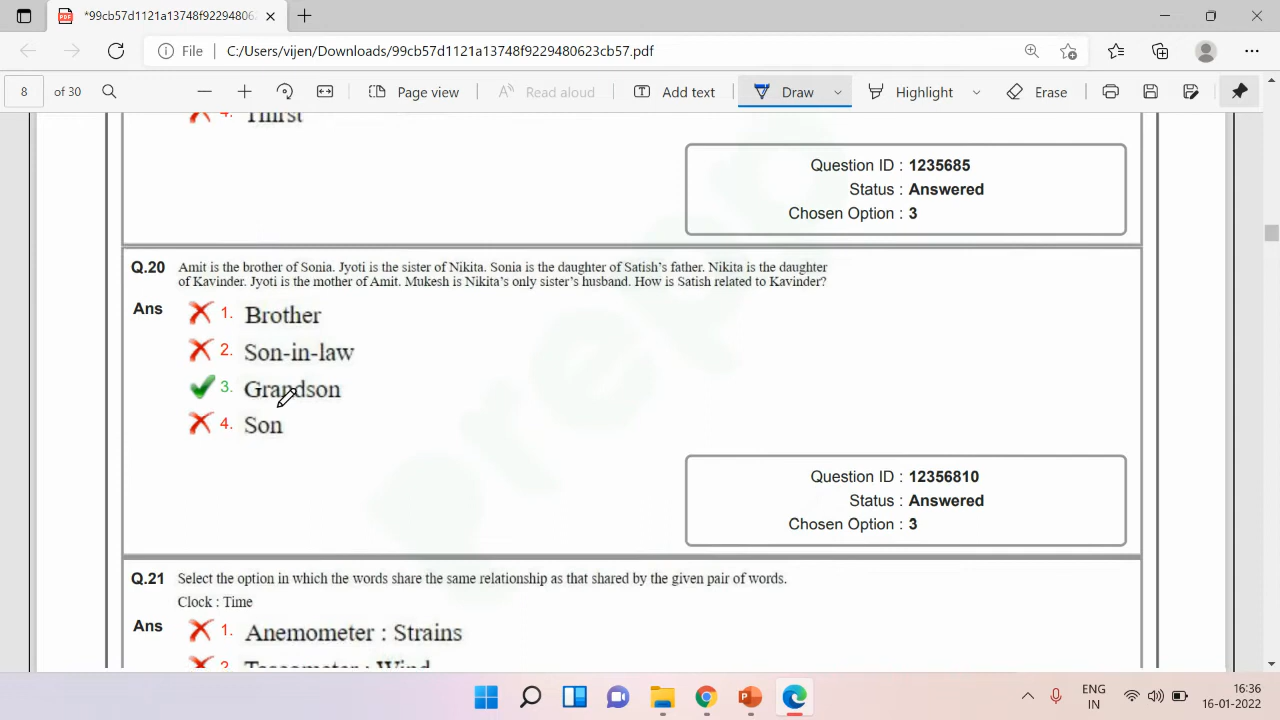 *99cb57d1121a13748f9229480623
File C:/Users/vijen/Downloads/99cb57d1121a13748f9229480623cb57.pdf
8 of 30 Page view Read aloud Add text Draw Highlight Erase
4. Thirst
Question ID : 1235685
Status : Answered
Chosen Option : 3
Q.20 Amit is the brother of Sonia. Jyoti is the sister of Nikita. Sonia is the daughter of Satish's father. Nikita is the daughter
of Kavinder. Jyoti is the mother of Amit. Mukesh is Nikita's only sister's husband. How is Satish related to Kavinder?
Ans
1. Brother
2. Son-in-law
3. Grandson
4. Son
Question ID : 12356810
Status : Answered
Chosen Option : 3
Q.21 Select the option in which the words share the same relationship as that shared by the given pair of words.
Clock : Time
Ans
1. Anemometer : Strains
2. : Wind
ENG
IN
16:36
16-01-2022